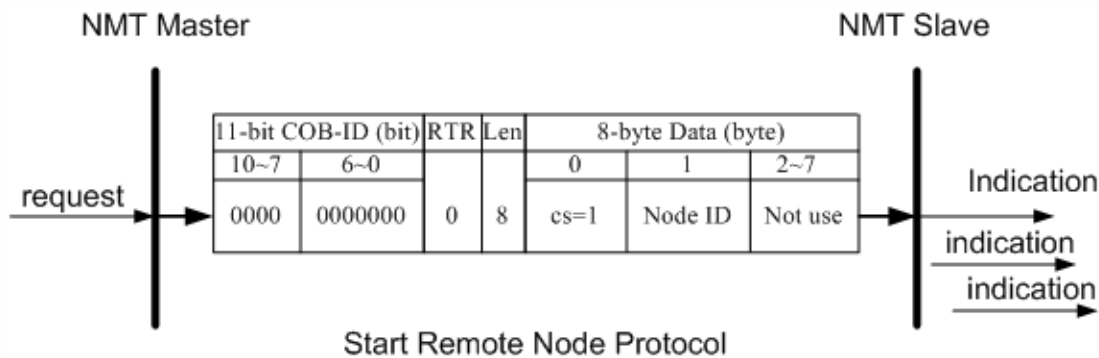 NMT Master NMT Slave
11-bit COB-ID (bit) RTR Len 8-byte Data (byte)
10~7 6~0 0 1 2~7
request 0000 0000000 0 8 cs=1 Node ID Not use Indication
indication
indication
Start Remote Node Protocol